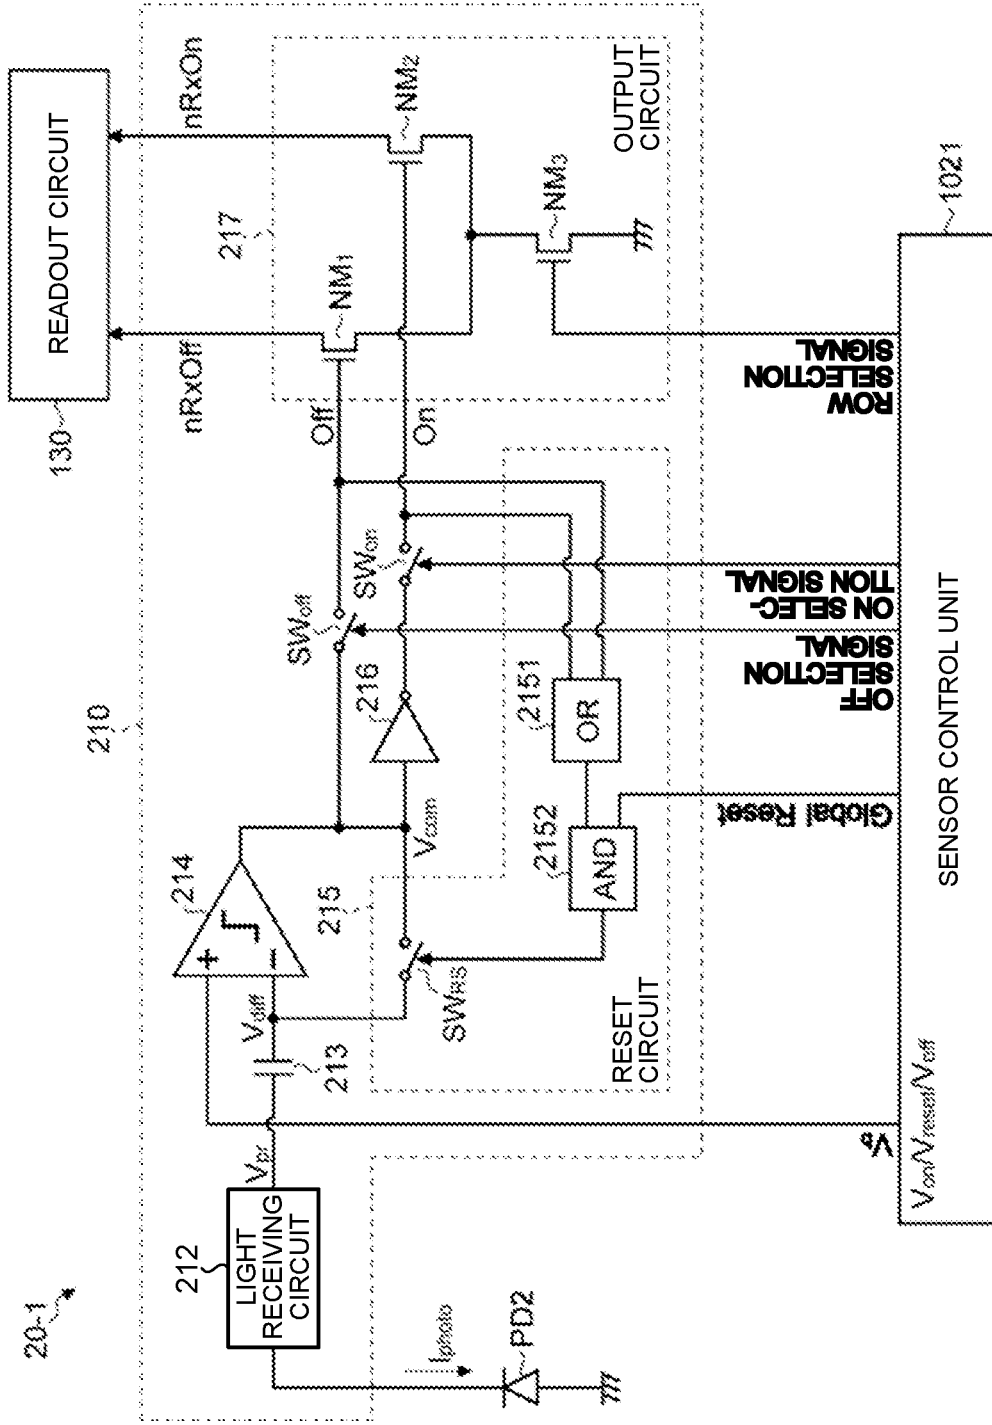 20-1
210
READOUT CIRCUIT
130
nRxOff
nRxOn
217
NM1
NM2
NM3
OUTPUT
CIRCUIT
Off
On
SWoff
SWon
216
214
+
−
215
Vcom
Vdiff
213
Vpr
212
LIGHT
RECEIVING
CIRCUIT
Iphoto
PD2
SWRS
RESET
CIRCUIT
2151
OR
2152
AND
Vb
Global Reset
OFF
SELECTION
SIGNAL
ON SELEC-
TION SIGNAL
ROW
SELECTION
SIGNAL
Von/Vreset/Voff
SENSOR CONTROL UNIT
1021